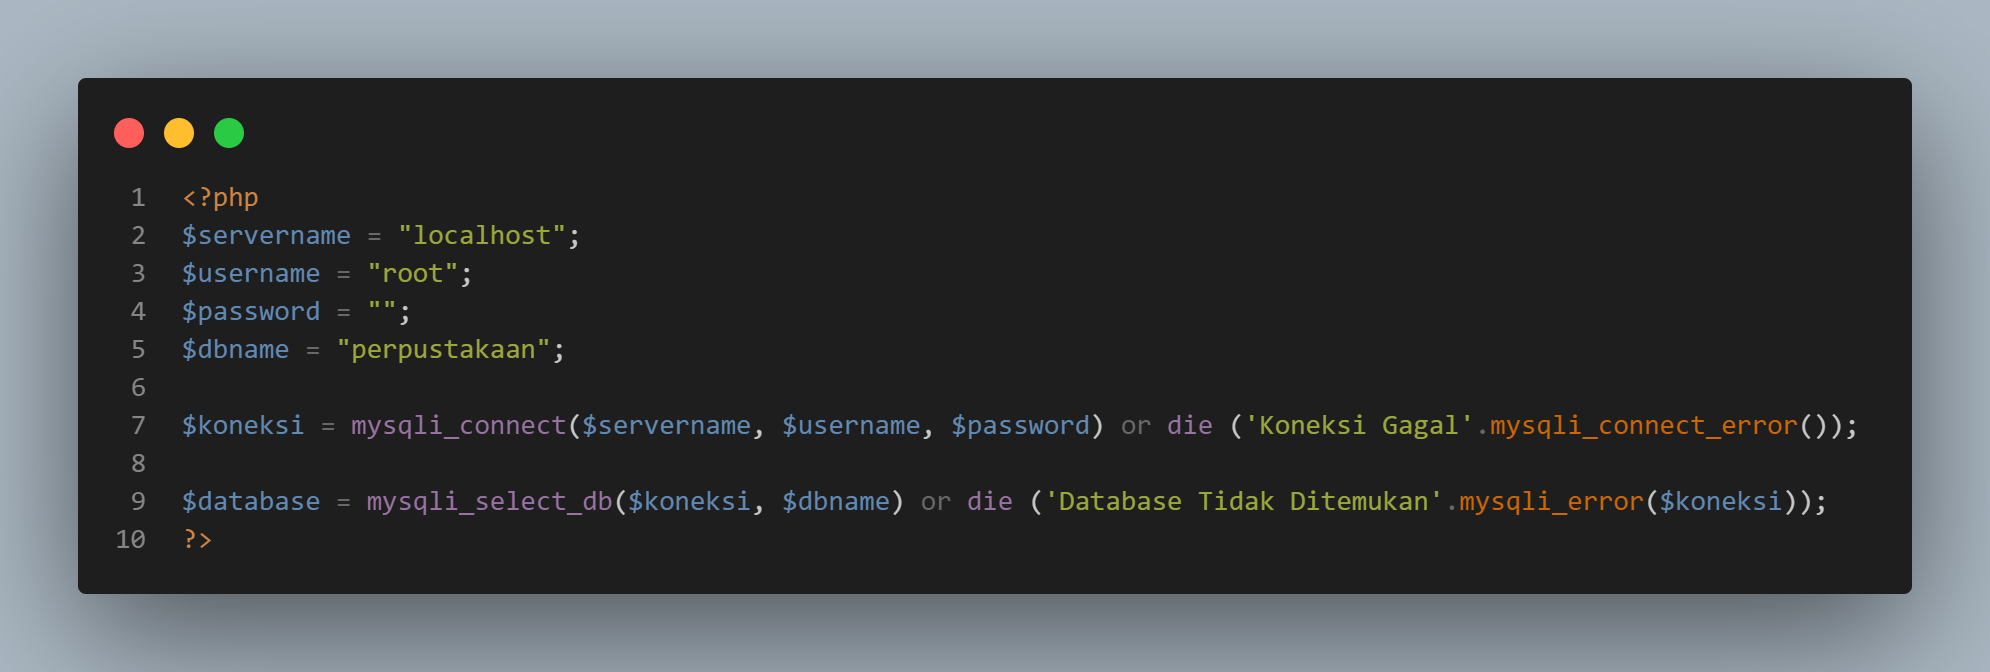 1 <?php
2 $servername = "localhost";
3 $username = "root";
4 $password = "";
5 $dbname = "perpustakaan";
6
7 $koneksi = mysqli_connect($servername, $username, $password) or die ('Koneksi Gagal'.mysqli_connect_error());
8
9 $database = mysqli_select_db($koneksi, $dbname) or die ('Database Tidak Ditemukan'.mysqli_error($koneksi));
10 ?>